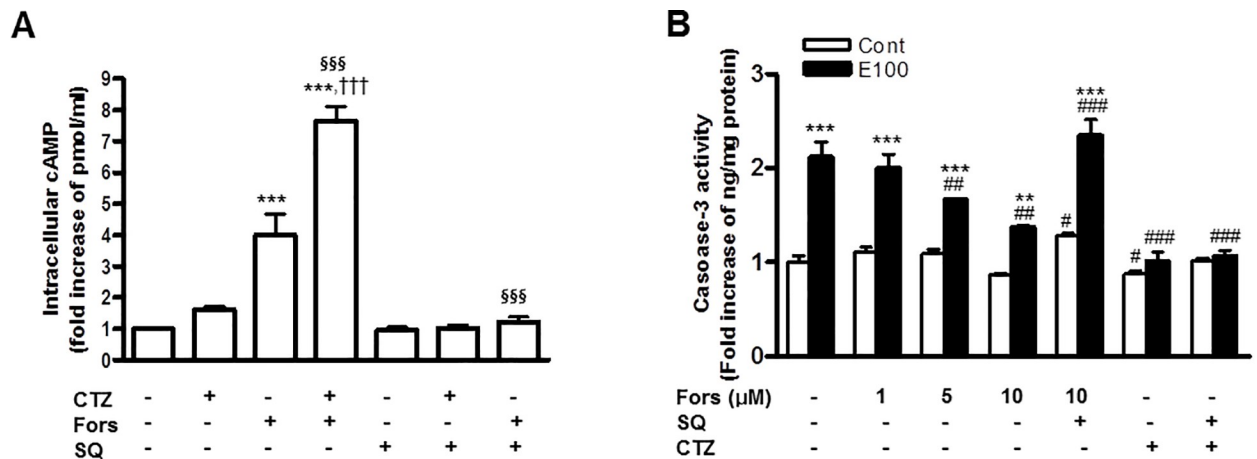 A
Intracellular cAMP
(fold increase of pmol/ml)
9
8
7
6
5
4
3
2
1
0
***
§§§
***,†††
§§§
CTZ - + - + - + -
Fors - - + + - - +
SQ - - - - + + +
B
Cont
E100
Casoase-3 activity
(Fold increase of ng/mg protein)
3
2
1
0
***
***
***
##
**
##
#
***
###
#
###
###
Fors (µM) - 1 5 10 10 - -
SQ - - - - + - +
CTZ - - - - - + +